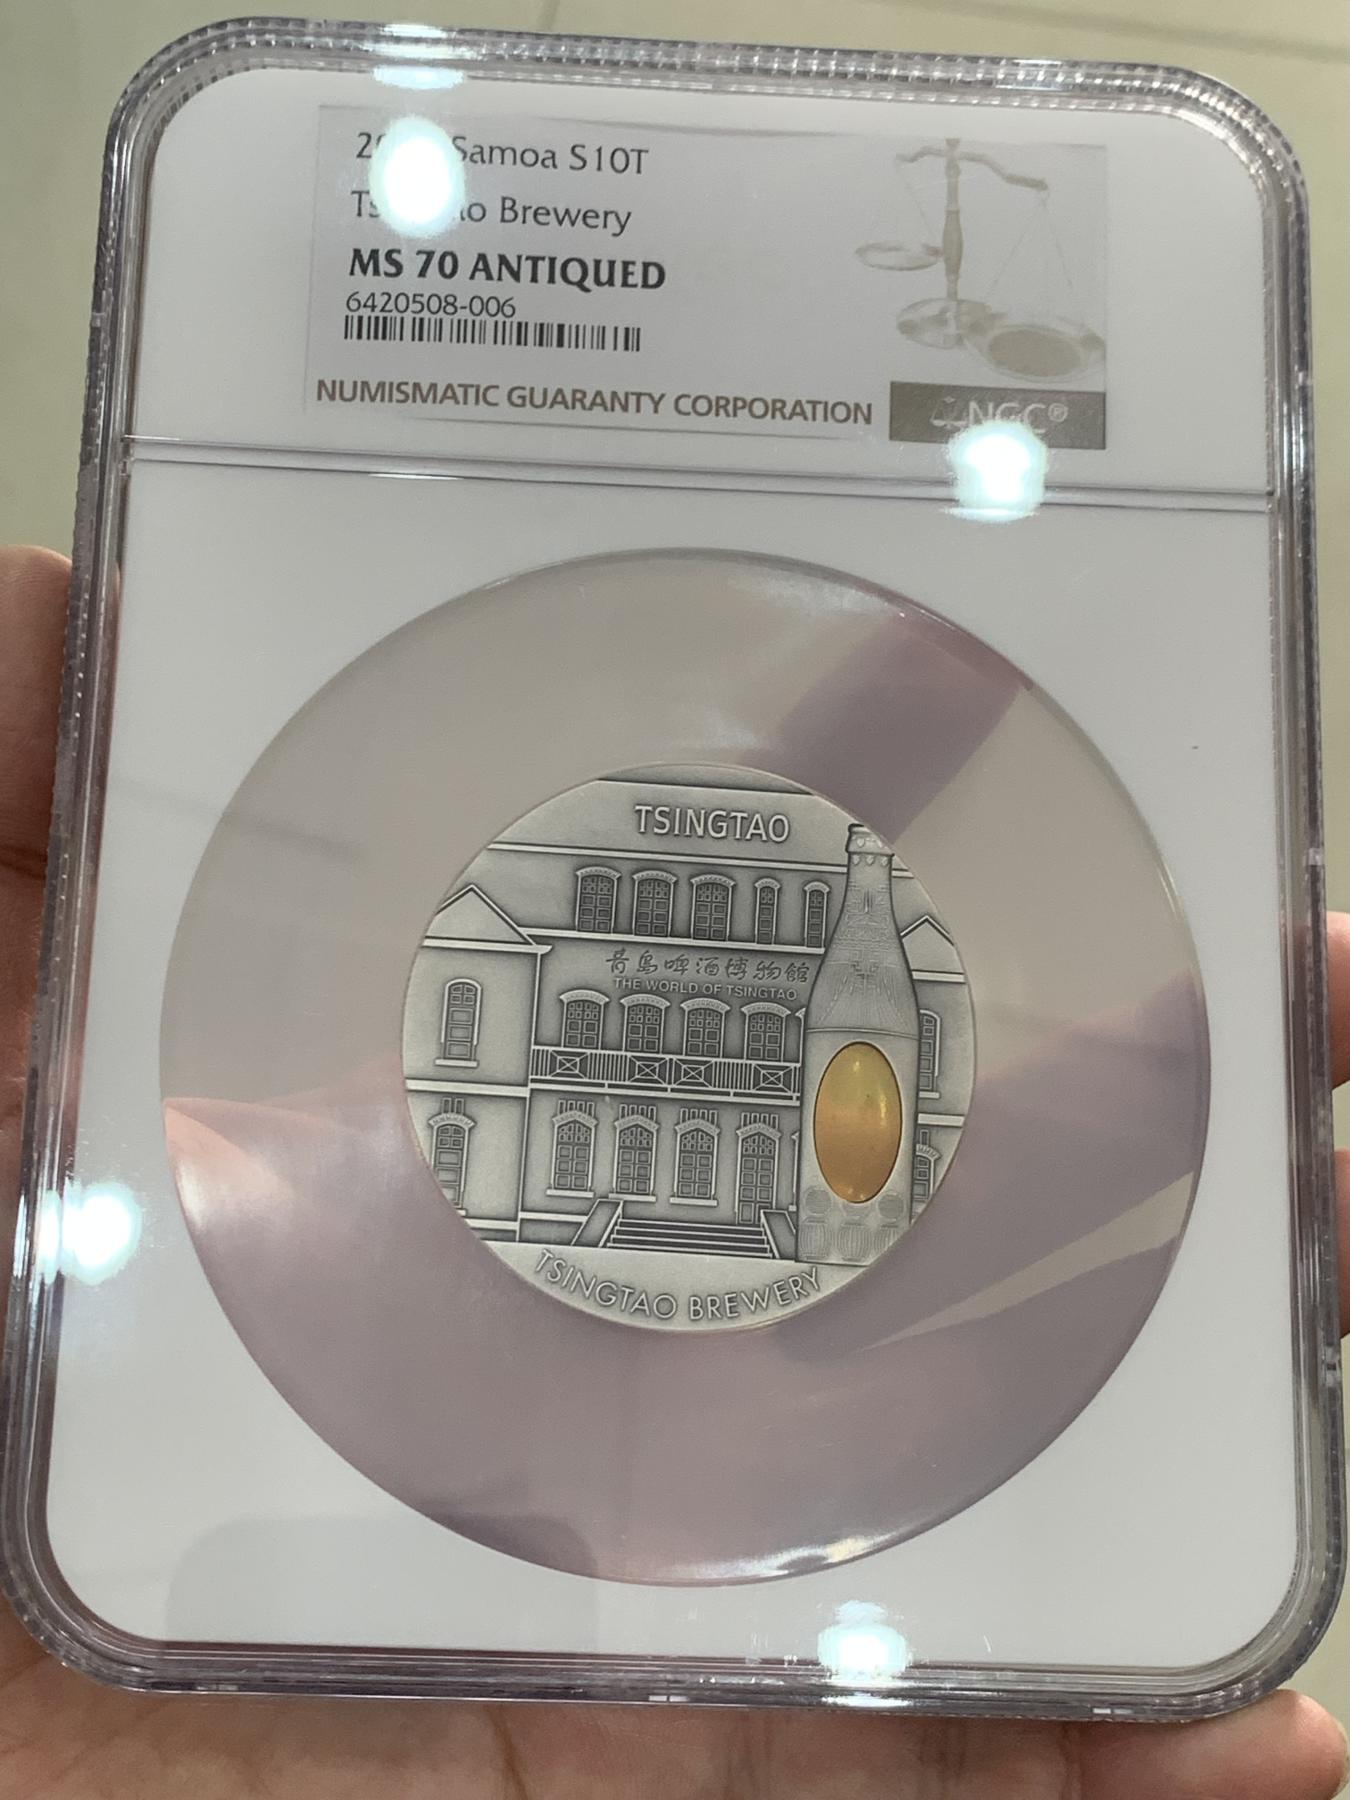 Samoa S10T
Brewery
MS 70 ANTIQUED
6420508-006
NUMISMATIC GUARANTY CORPORATION
NGC®
TSINGTAO
青島啤酒博物館
THE WORLD OF TSINGTAO
TSINGTAO BREWERY